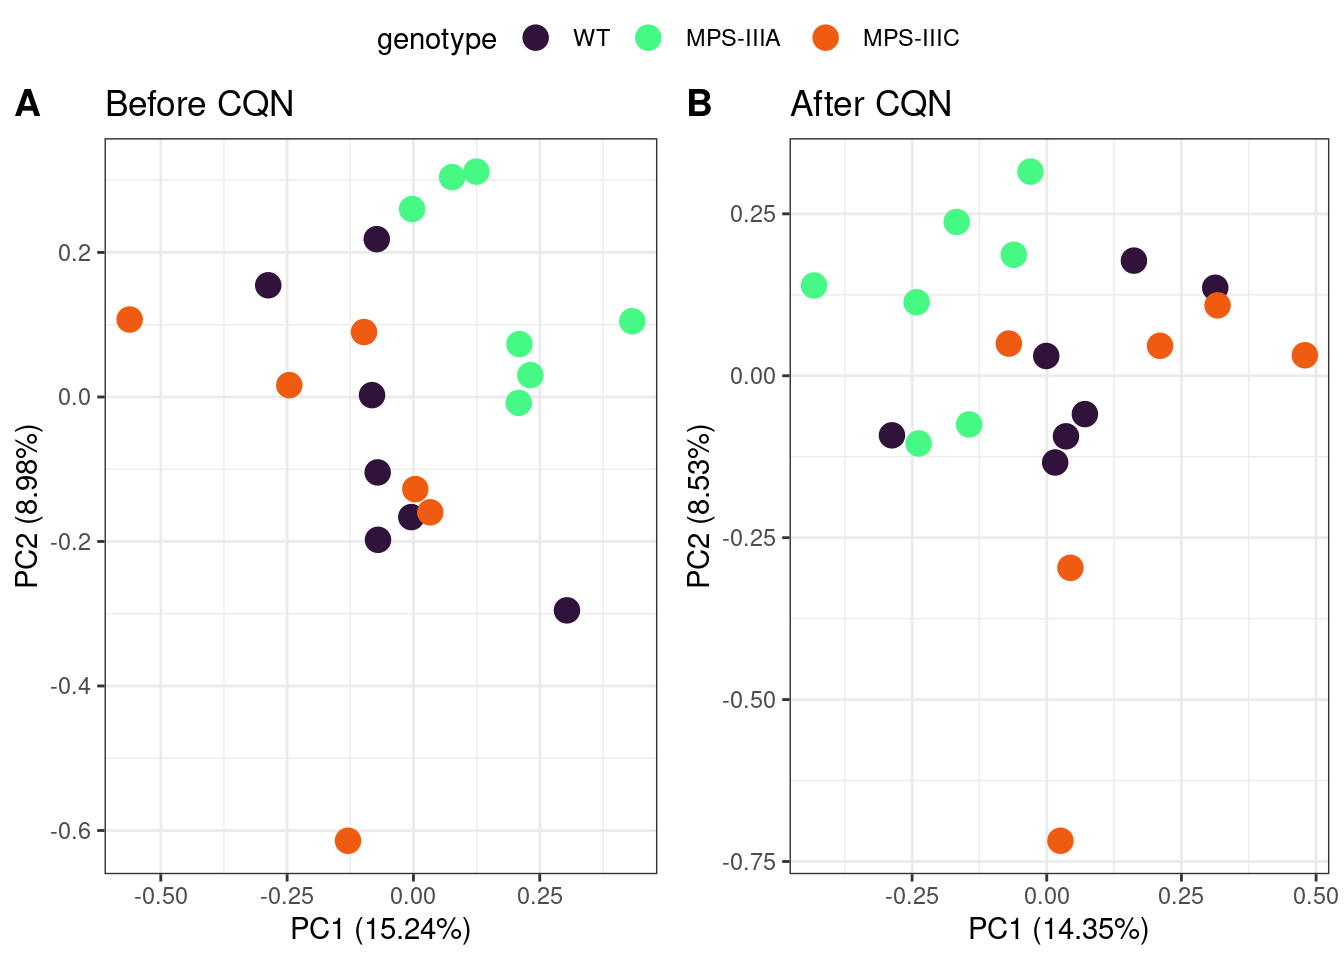 genotype WT MPS-IIIA MPS-IIIC
A Before CQN
PC2 (8.98%)
0.2
0.0
-0.2
-0.4
-0.6
-0.50 -0.25 0.00 0.25
PC1 (15.24%)
B After CQN
PC2 (8.53%)
0.25
0.00
-0.25
-0.50
-0.75
-0.25 0.00 0.25 0.50
PC1 (14.35%)